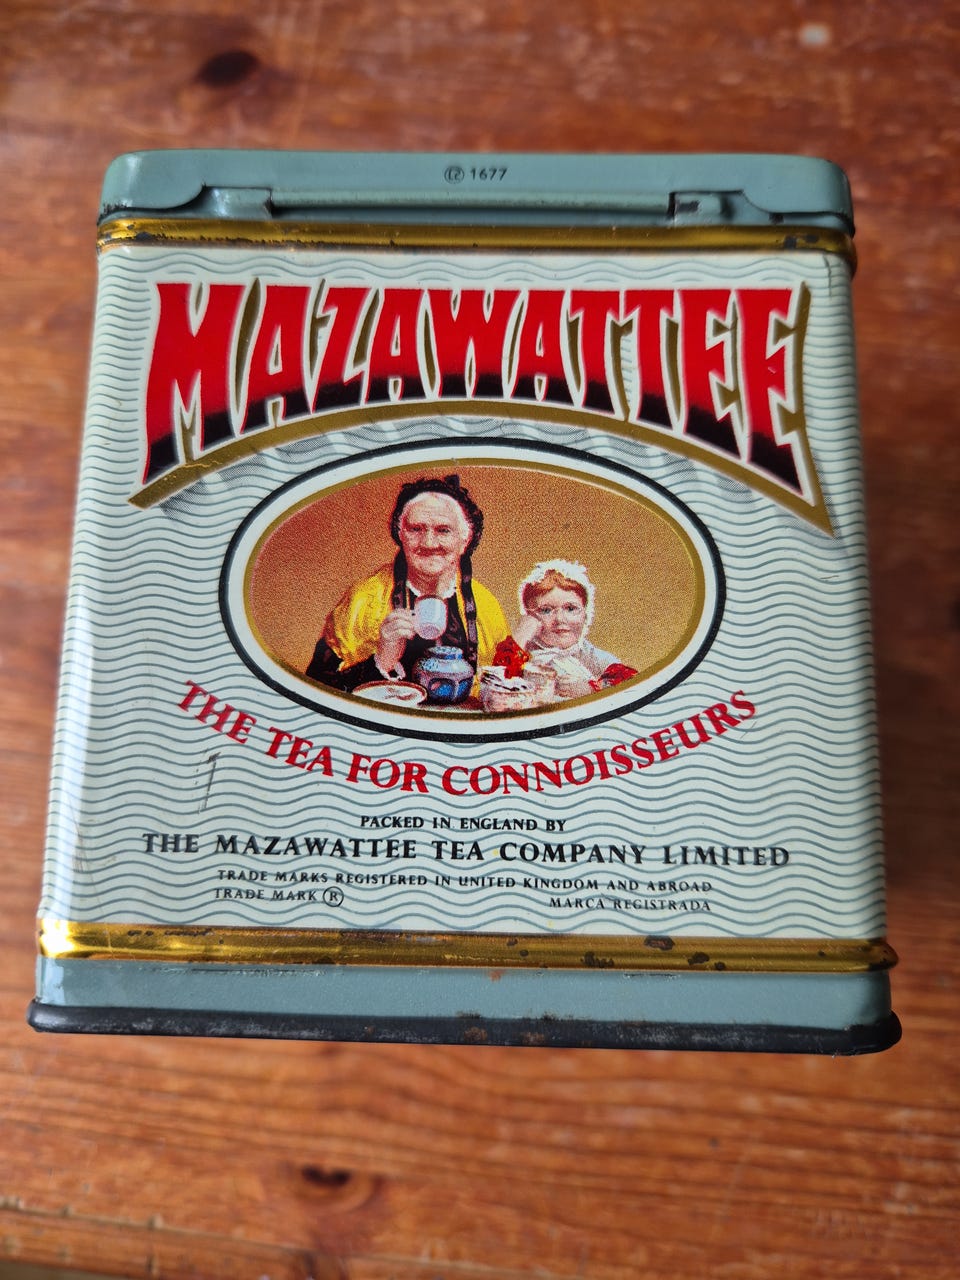 1677
MAZAWATTEE
THE TEA FOR CONNOISSEURS
PACKED IN ENGLAND BY
THE MAZAWATTEE TEA COMPANY LIMITED
TRADE MARKS REGISTERED IN UNITED KINGDOM AND ABROAD
TRADE MARK ® MARCA REGISTRADA